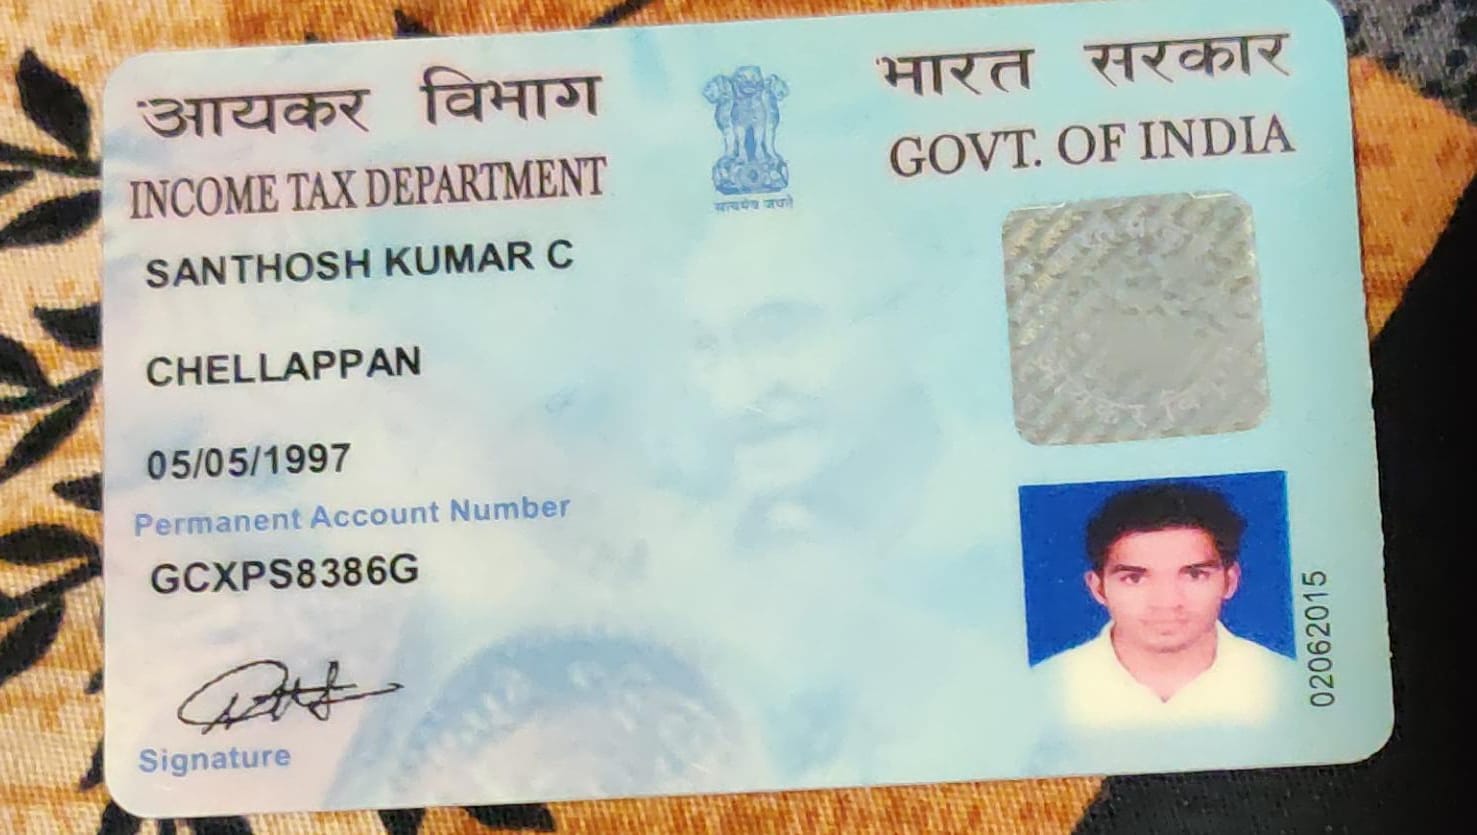 आयकर विभाग
INCOME TAX DEPARTMENT
भारत सरकार
GOVT. OF INDIA
सत्यमेव जयते
SANTHOSH KUMAR C
CHELLAPPAN
05/05/1997
Permanent Account Number
GCXPS8386G
Signature
02062015